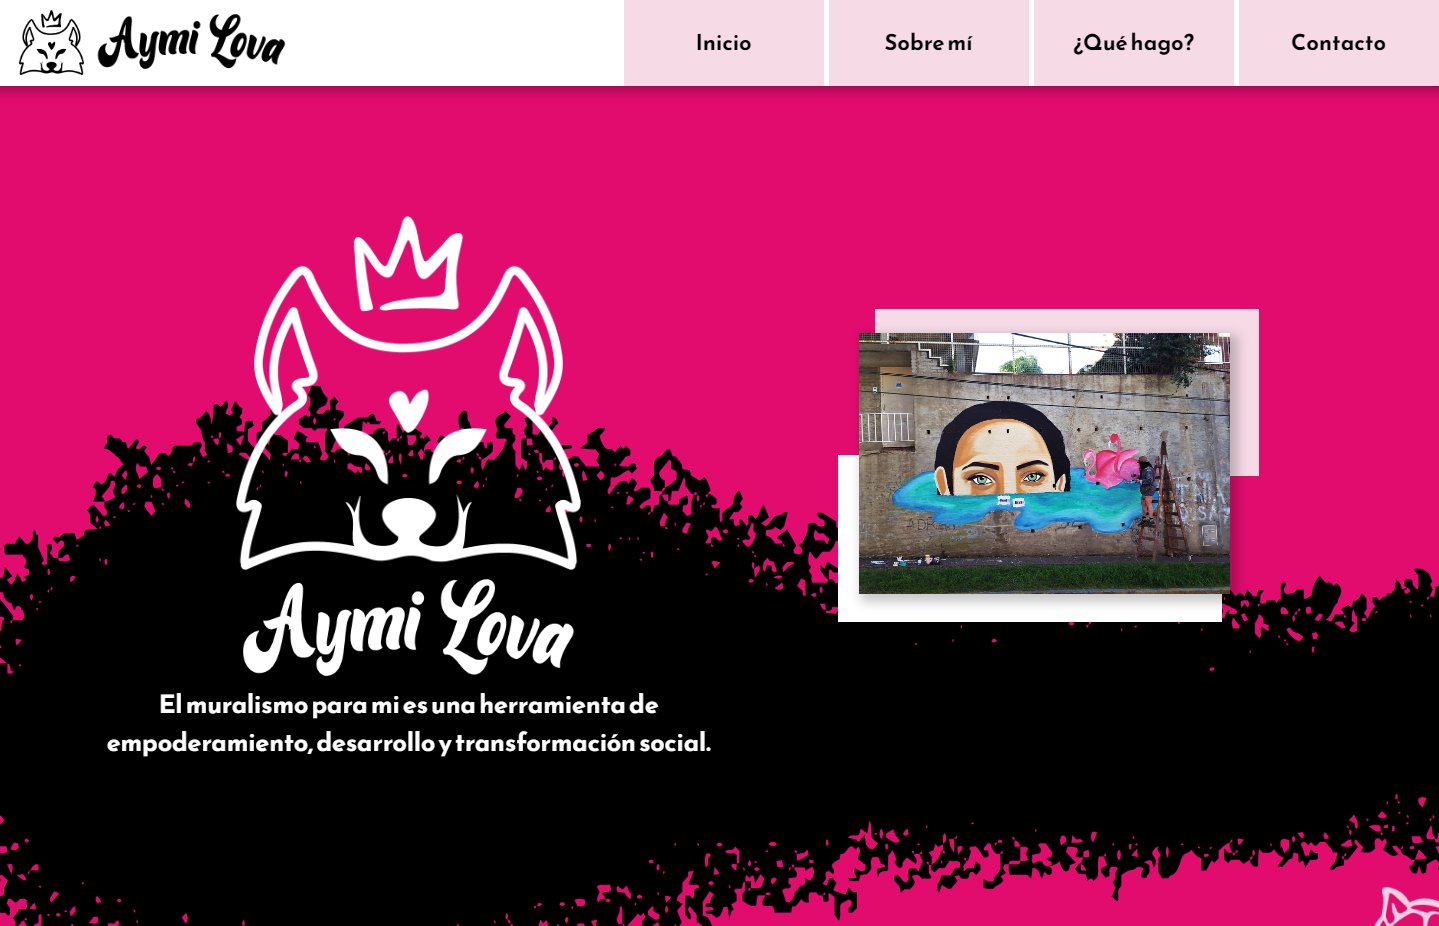 Aymi Lova
Inicio
Sobre mí
¿Qué hago?
Contacto
Aymi Lova
El muralismo para mi es una herramienta de
empoderamiento, desarrollo y transformación social.